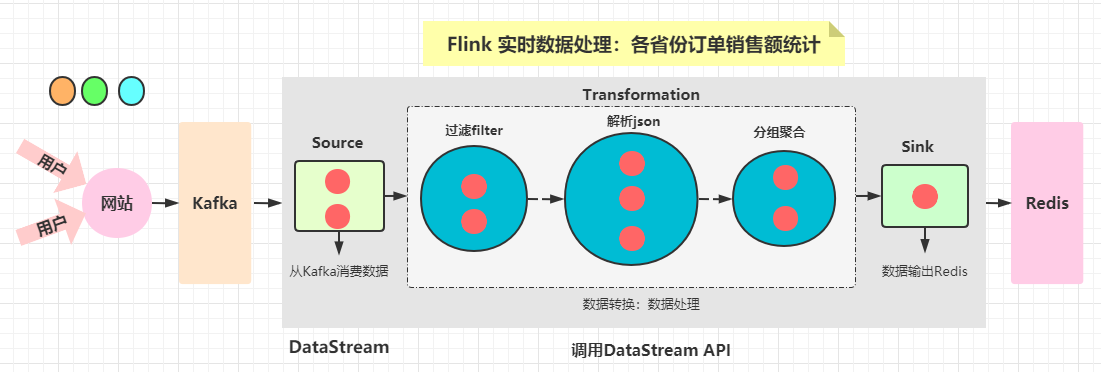 Flink 实时数据处理：各省份订单销售额统计
Transformation
Source
过滤filter
解析json
分组聚合
Sink
用户
用户
网站
Kafka
Redis
从Kafka消费数据
数据输出Redis
数据转换：数据处理
DataStream
调用DataStream API